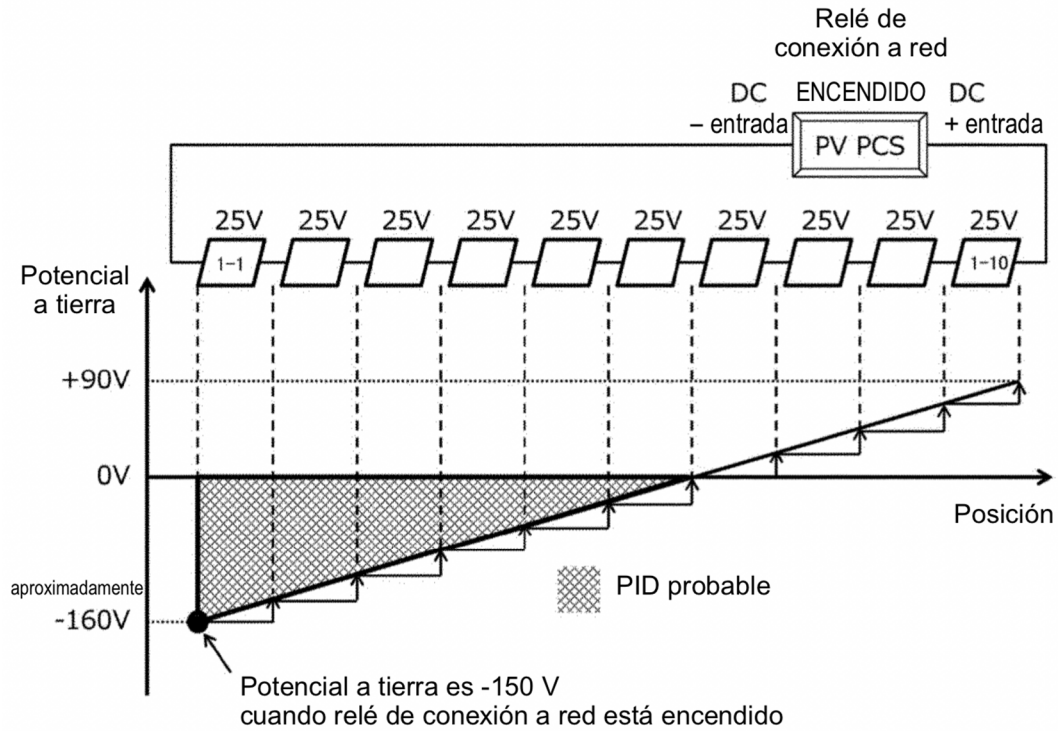 Relé de
conexión a red
DC ENCENDIDO DC
– entrada + entrada
PV PCS
25V 25V 25V 25V 25V 25V 25V 25V 25V 25V
1-1 1-10
Potencial
a tierra
+90V
0V
Posición
aproximadamente
-160V
PID probable
Potencial a tierra es -150 V
cuando relé de conexión a red está encendido